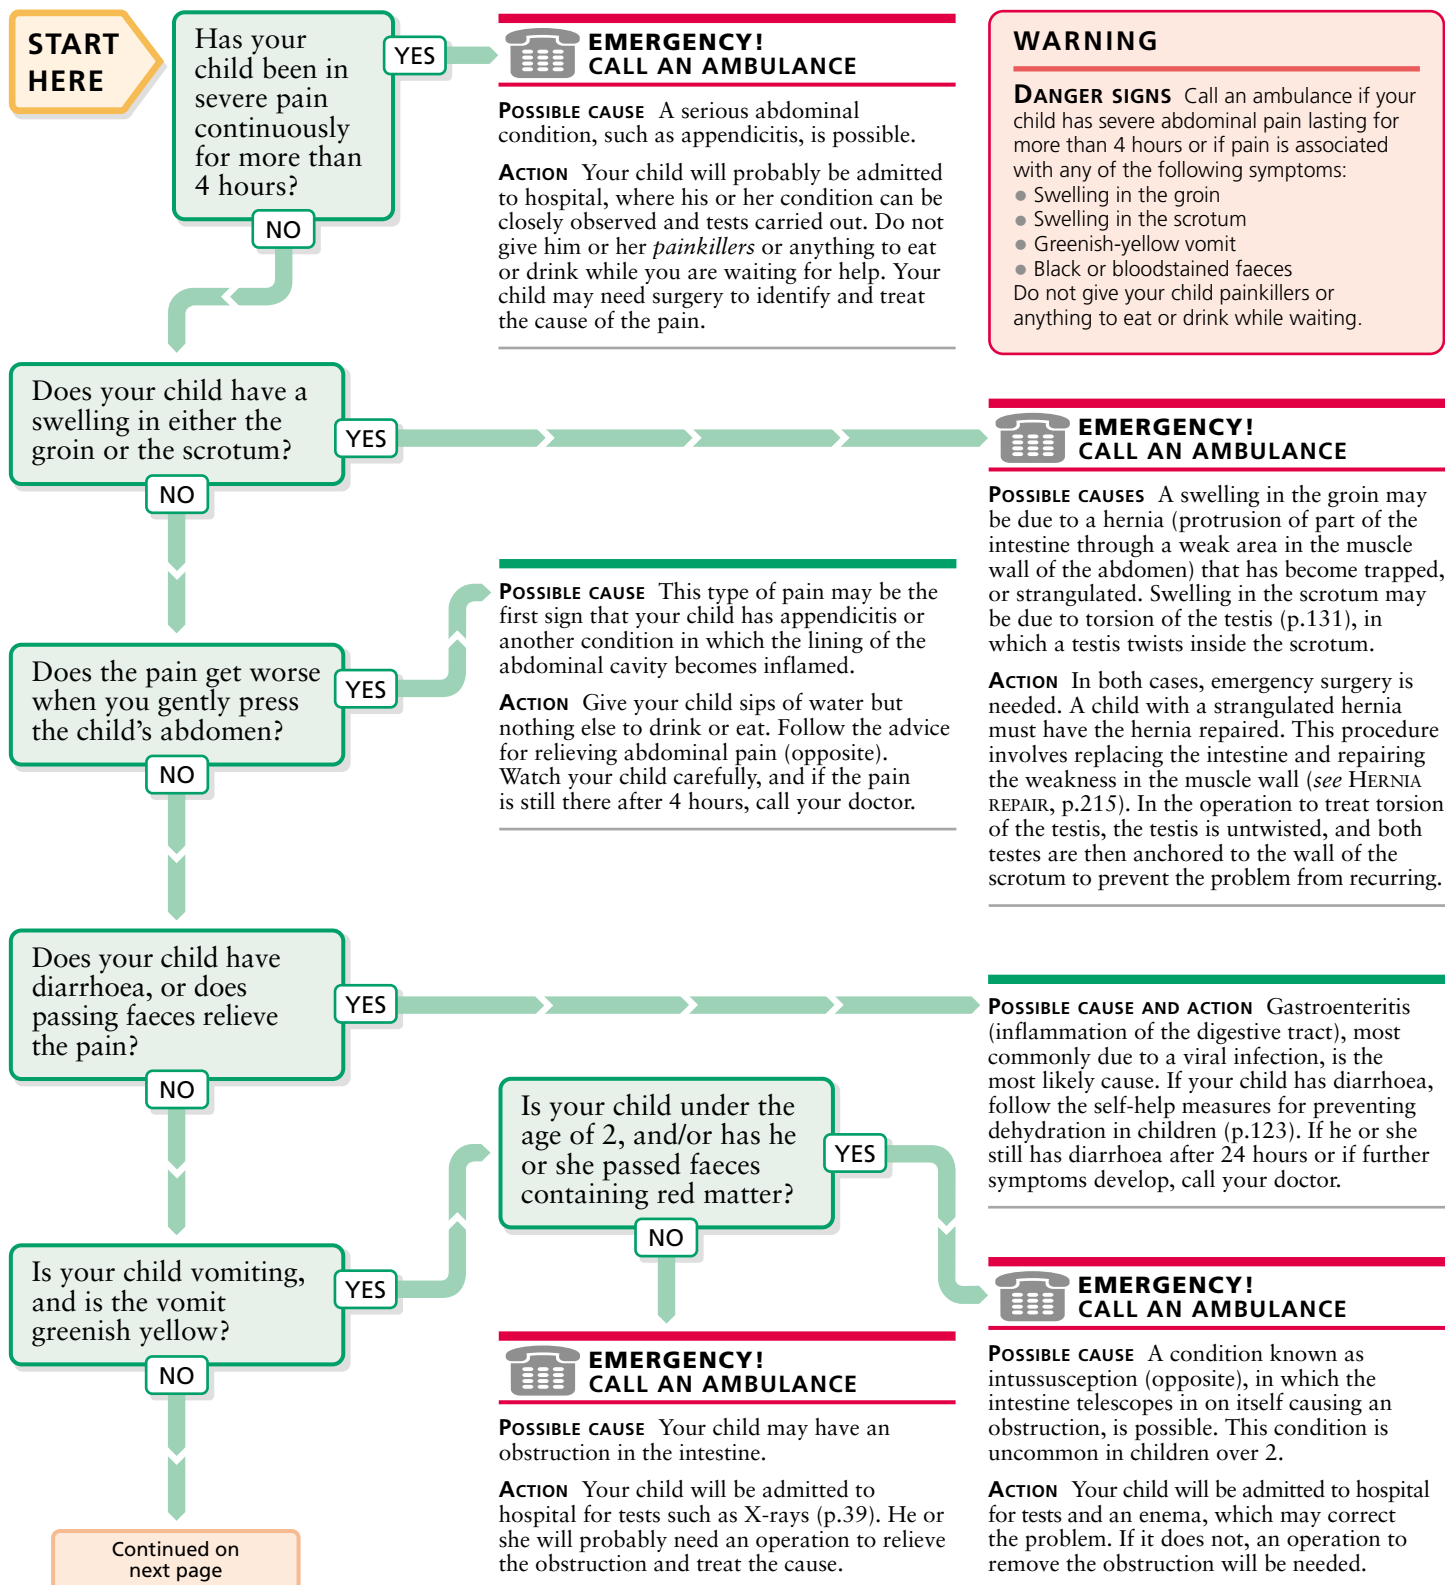 START
HERE
Has your
child been in
severe pain
continuously
for more than
4 hours?
YES
NO
EMERGENCY!
CALL AN AMBULANCE
POSSIBLE CAUSE A serious abdominal
condition, such as appendicitis, is possible.
ACTION Your child will probably be admitted
to hospital, where his or her condition can be
closely observed and tests carried out. Do not
give him or her painkillers or anything to eat
or drink while you are waiting for help. Your
child may need surgery to identify and treat
the cause of the pain.
WARNING
DANGER SIGNS Call an ambulance if your
child has severe abdominal pain lasting for
more than 4 hours or if pain is associated
with any of the following symptoms:
● Swelling in the groin
● Swelling in the scrotum
● Greenish-yellow vomit
● Black or bloodstained faeces
Do not give your child painkillers or
anything to eat or drink while waiting.
Does your child have a
swelling in either the
groin or the scrotum?
YES
NO
EMERGENCY!
CALL AN AMBULANCE
POSSIBLE CAUSES A swelling in the groin may
be due to a hernia (protrusion of part of the
intestine through a weak area in the muscle
wall of the abdomen) that has become trapped,
or strangulated. Swelling in the scrotum may
be due to torsion of the testis (p.131), in
which a testis twists inside the scrotum.
ACTION In both cases, emergency surgery is
needed. A child with a strangulated hernia
must have the hernia repaired. This procedure
involves replacing the intestine and repairing
the weakness in the muscle wall (see HERNIA
REPAIR, p.215). In the operation to treat torsion
of the testis, the testis is untwisted, and both
testes are then anchored to the wall of the
scrotum to prevent the problem from recurring.
Does the pain get worse
when you gently press
the child's abdomen?
YES
NO
POSSIBLE CAUSE This type of pain may be the
first sign that your child has appendicitis or
another condition in which the lining of the
abdominal cavity becomes inflamed.
ACTION Give your child sips of water but
nothing else to drink or eat. Follow the advice
for relieving abdominal pain (opposite).
Watch your child carefully, and if the pain
is still there after 4 hours, call your doctor.
Does your child have
diarrhoea, or does
passing faeces relieve
the pain?
YES
NO
POSSIBLE CAUSE AND ACTION Gastroenteritis
(inflammation of the digestive tract), most
commonly due to a viral infection, is the
most likely cause. If your child has diarrhoea,
follow the self-help measures for preventing
dehydration in children (p.123). If he or she
still has diarrhoea after 24 hours or if further
symptoms develop, call your doctor.
Is your child vomiting,
and is the vomit
greenish yellow?
YES
NO
Is your child under the
age of 2, and/or has he
or she passed faeces
containing red matter?
YES
NO
EMERGENCY!
CALL AN AMBULANCE
POSSIBLE CAUSE Your child may have an
obstruction in the intestine.
ACTION Your child will be admitted to
hospital for tests such as X-rays (p.39). He or
she will probably need an operation to relieve
the obstruction and treat the cause.
EMERGENCY!
CALL AN AMBULANCE
POSSIBLE CAUSE A condition known as
intussusception (opposite), in which the
intestine telescopes in on itself causing an
obstruction, is possible. This condition is
uncommon in children over 2.
ACTION Your child will be admitted to hospital
for tests and an enema, which may correct
the problem. If it does not, an operation to
remove the obstruction will be needed.
Continued on
next page